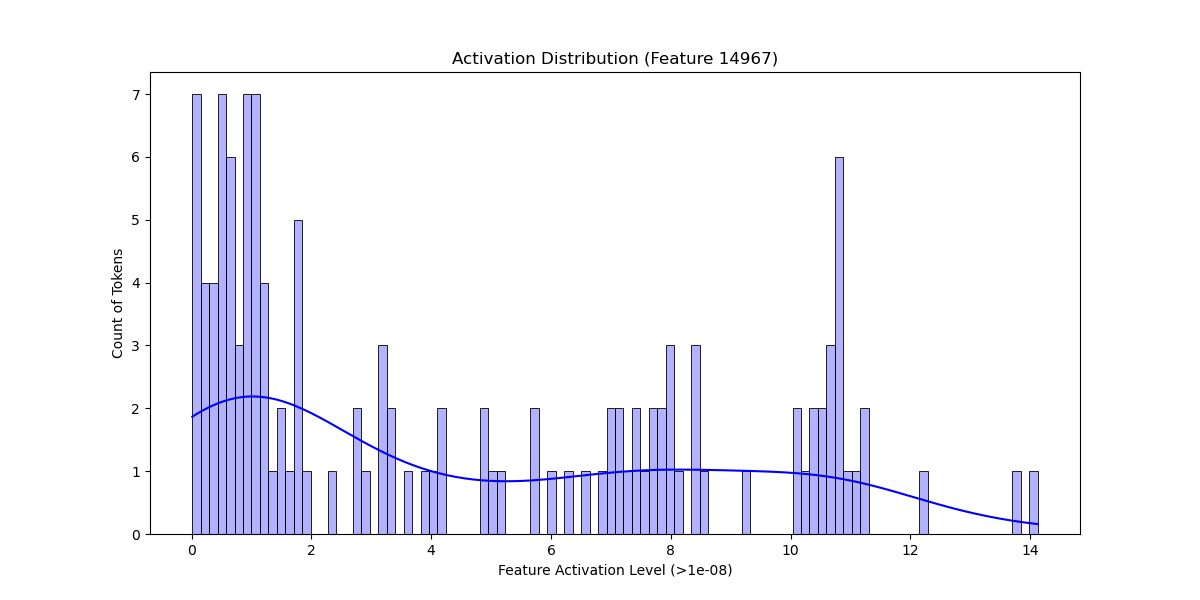 Activation Distribution (Feature 14967)
7
6
5
4
3
2
1
0
Count of Tokens
0 2 4 6 8 10 12 14
Feature Activation Level (>1e-08)